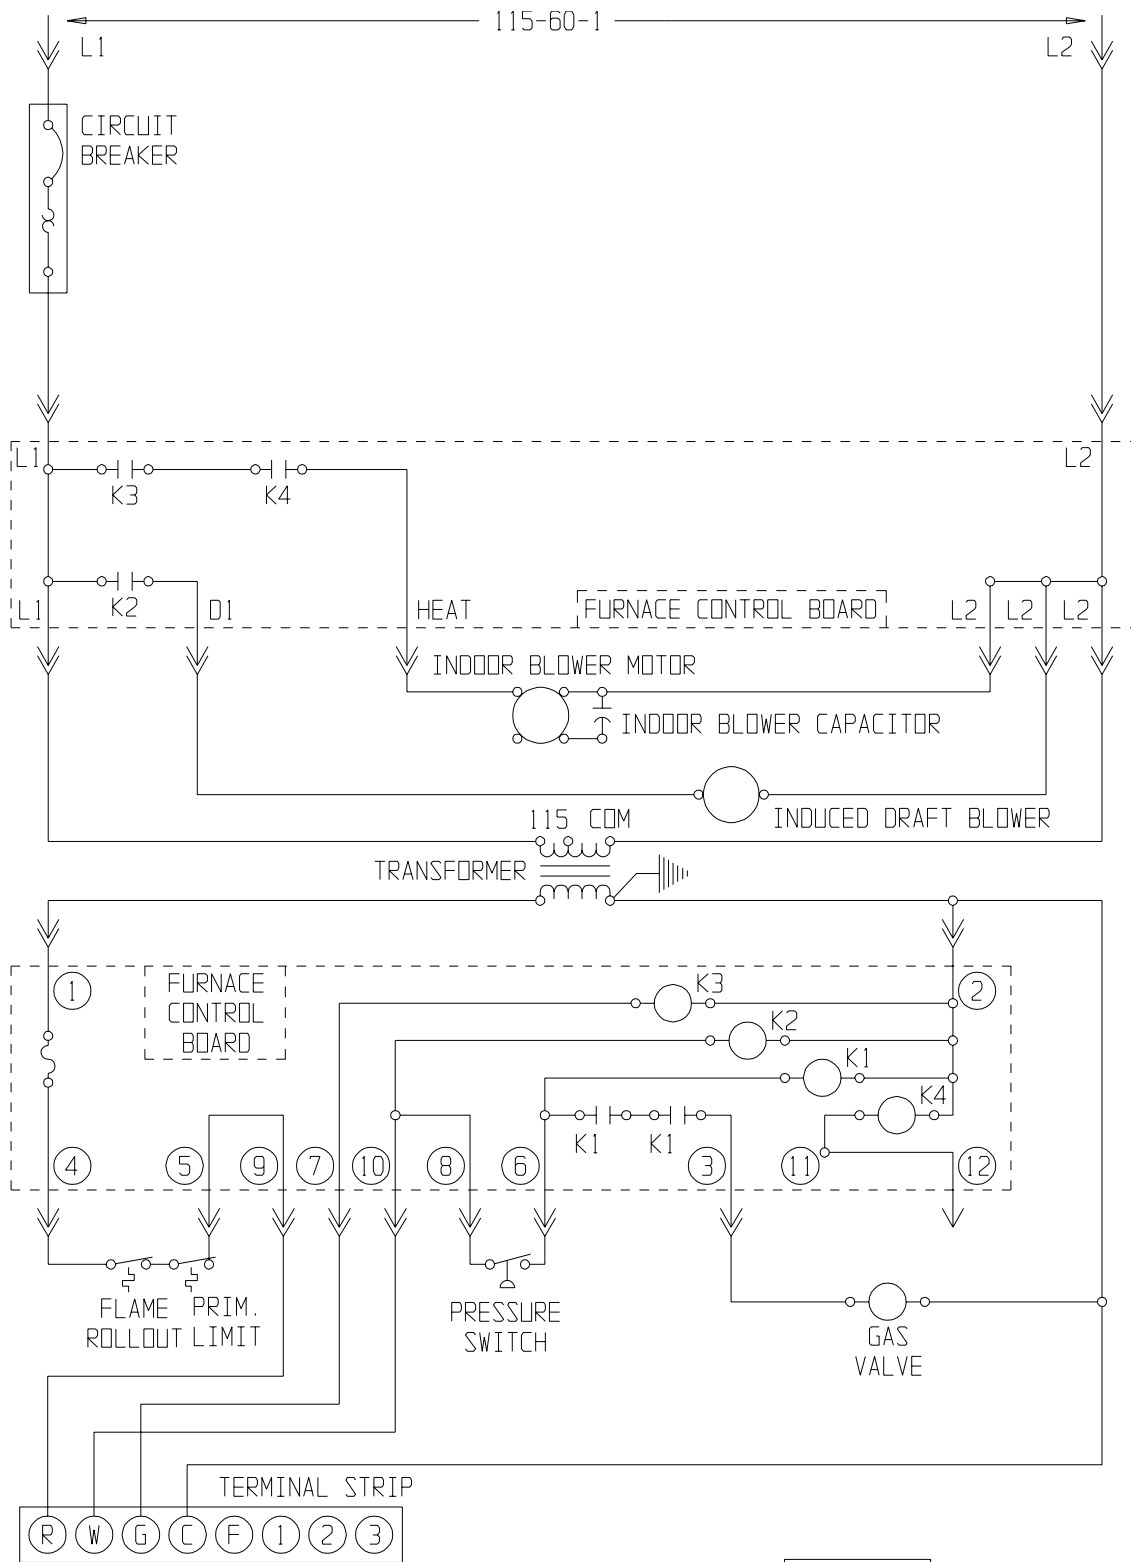 115-60-1
L1
L2
CIRCUIT
BREAKER
L1
L2
K3
K4
K2
L1
D1
HEAT
FURNACE CONTROL BOARD
L2
L2
L2
INDOOR BLOWER MOTOR
INDOOR BLOWER CAPACITOR
INDUCED DRAFT BLOWER
115 COM
TRANSFORMER
1
FURNACE
CONTROL
BOARD
K3
2
K2
K1
K4
K1
K1
4
5
9
7
10
8
6
3
11
12
FLAME
ROLLOUT
PRIM.
LIMIT
PRESSURE
SWITCH
GAS
VALVE
TERMINAL STRIP
R W G C F 1 2 3